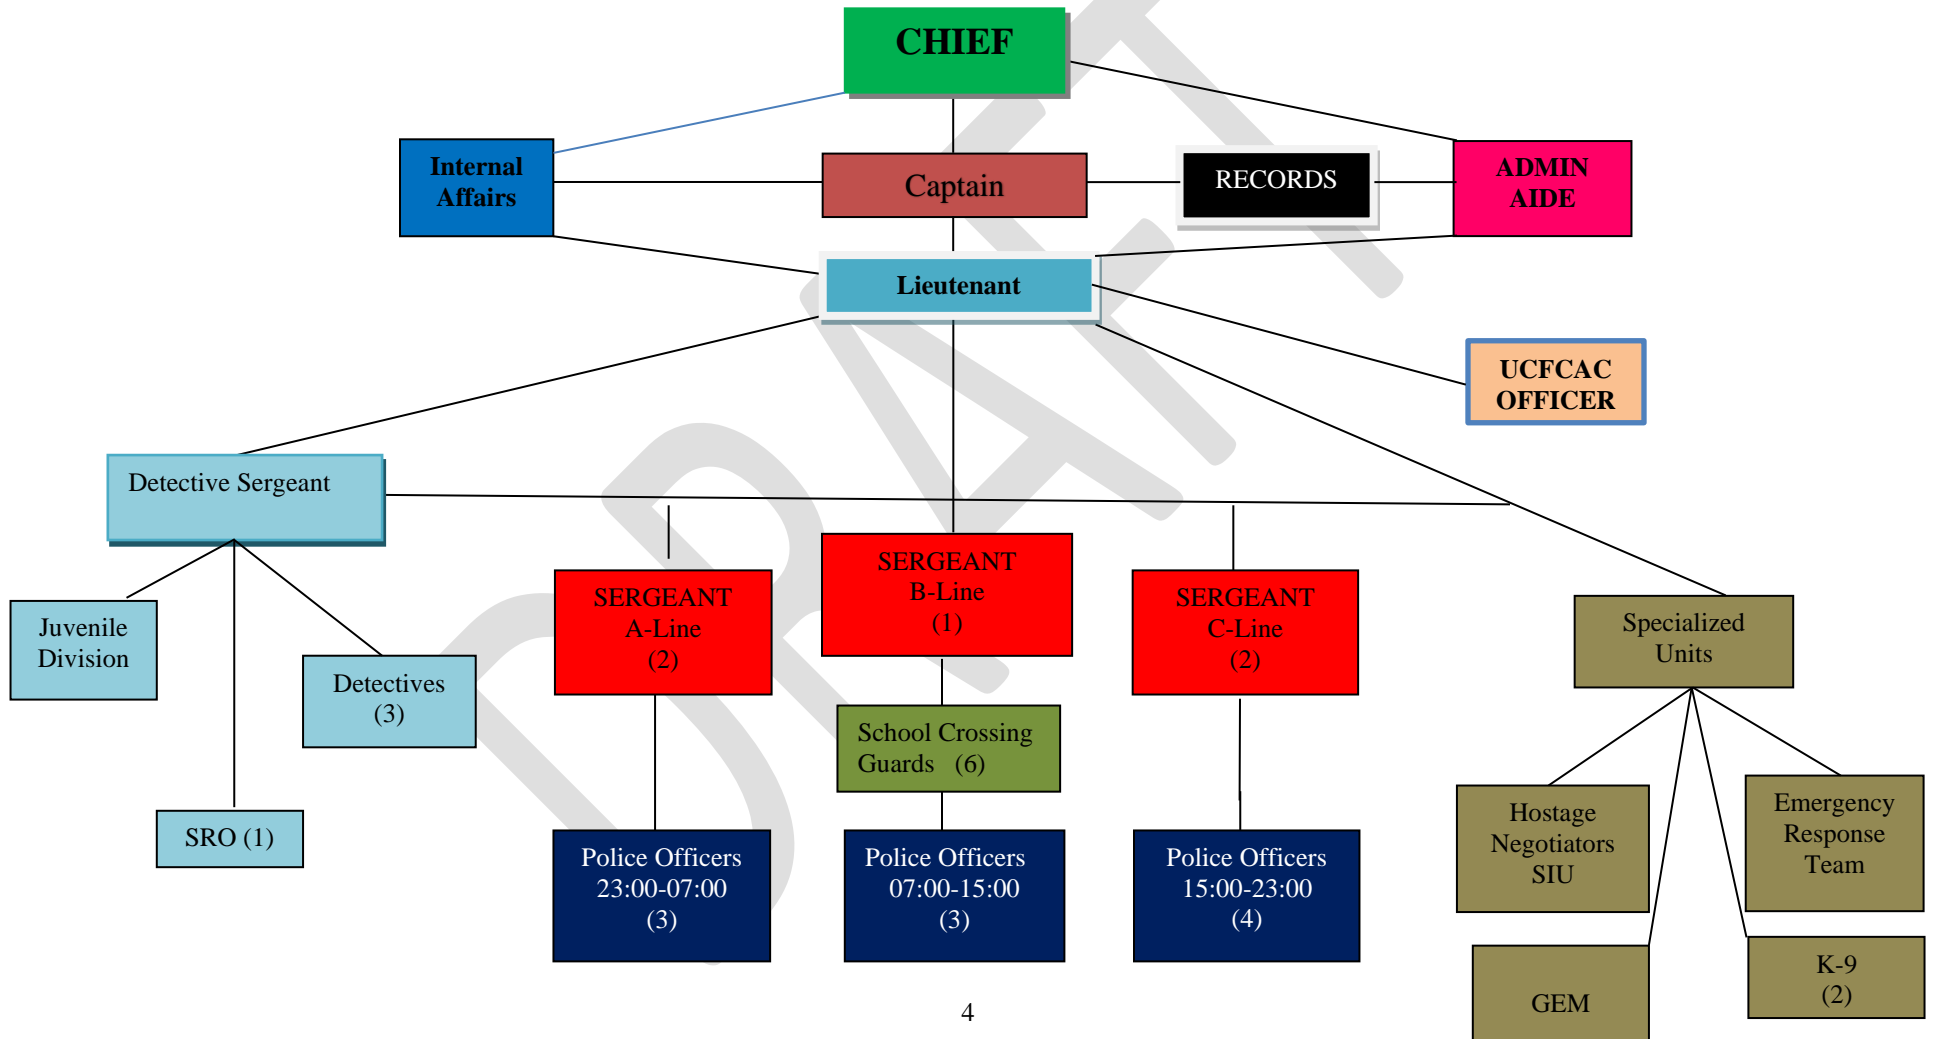 CHIEF
Internal
Affairs
Captain
RECORDS
ADMIN
AIDE
Lieutenant
UCFCAC
OFFICER
Detective Sergeant
SERGEANT
A-Line
(2)
SERGEANT
B-Line
(1)
SERGEANT
C-Line
(2)
Specialized
Units
Juvenile
Division
Detectives
(3)
School Crossing
Guards (6)
SRO (1)
Police Officers
23:00-07:00
(3)
Police Officers
07:00-15:00
(3)
Police Officers
15:00-23:00
(4)
Hostage
Negotiators
SIU
Emergency
Response
Team
GEM
K-9
(2)
4
DRAFT